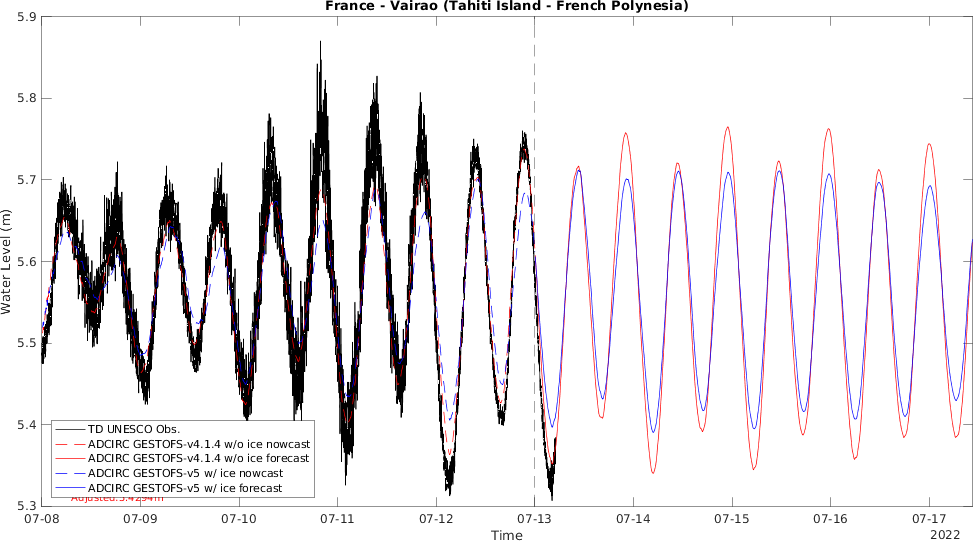 France - Vairao (Tahiti Island - French Polynesia)
5.9
5.8
5.7
5.6
5.5
5.4
5.3
Water Level (m)
TD UNESCO Obs.
ADCIRC GESTOFS-v4.1.4 w/o ice nowcast
ADCIRC GESTOFS-v4.1.4 w/o ice forecast
ADCIRC GESTOFS-v5 w/ ice nowcast
ADCIRC GESTOFS-v5 w/ ice forecast
07-08 07-09 07-10 07-11 07-12 07-13 07-14 07-15 07-16 07-17
Time
2022